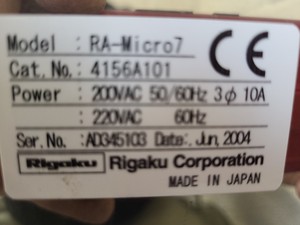 Model : RA-Micro7
CE
Cat. No. : 4156A101
Power : 200VAC 50/60Hz 3φ 10A
: 220VAC 60Hz
Ser. No. : AD345103 Date: . Jun, 2004
Rigaku Rigaku Corporation
MADE IN JAPAN